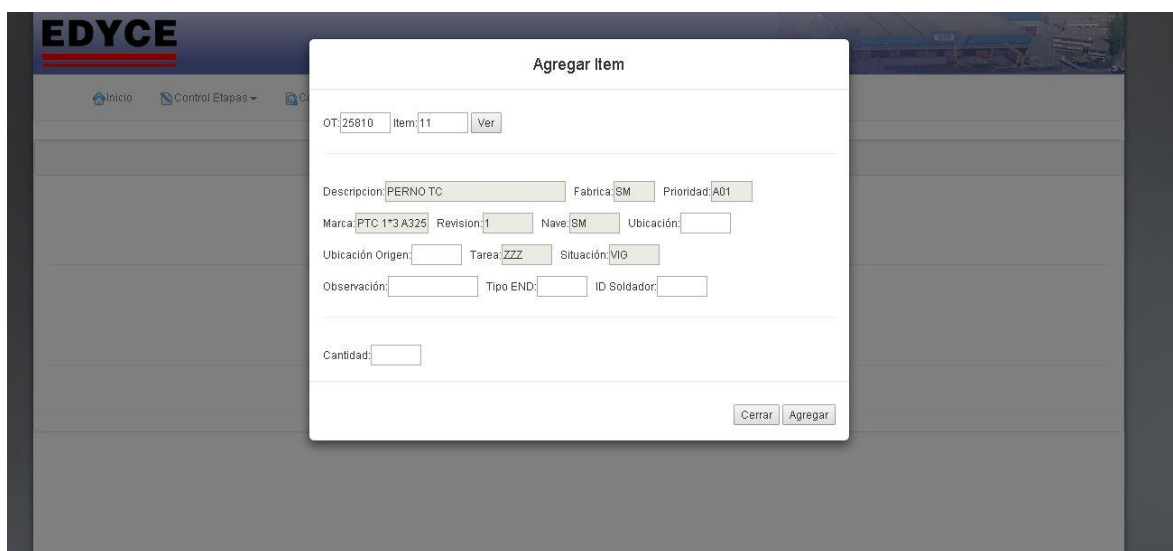 EDYCE
Agregar Item
Inicio Control Etapas
OT: 25810 Item: 11 Ver
Descripcion: PERNO TC Fabrica: SM Prioridad: A01
Marca: PTC 1*3 A325 Revision: 1 Nave: SM Ubicación:
Ubicación Origen: Tarea: ZZZ Situación: VIG
Observación: Tipo END: ID Soldador:
Cantidad:
Cerrar Agregar